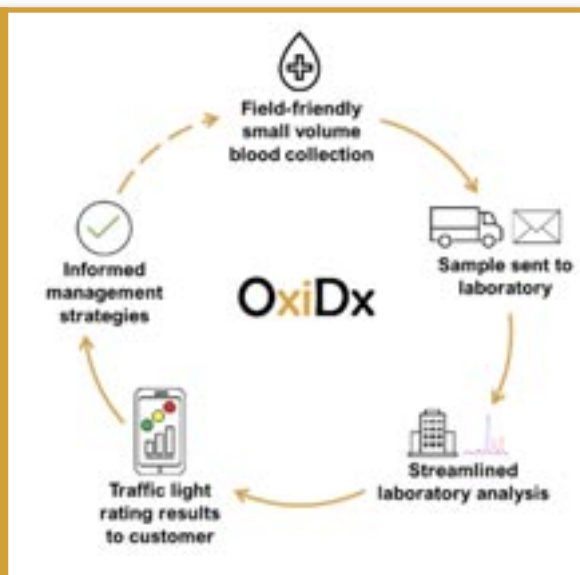 Field-friendly
small volume
blood collection
Sample sent to
laboratory
Streamlined
laboratory analysis
Traffic light
rating results
to customer
Informed
management
strategies
OxiDx